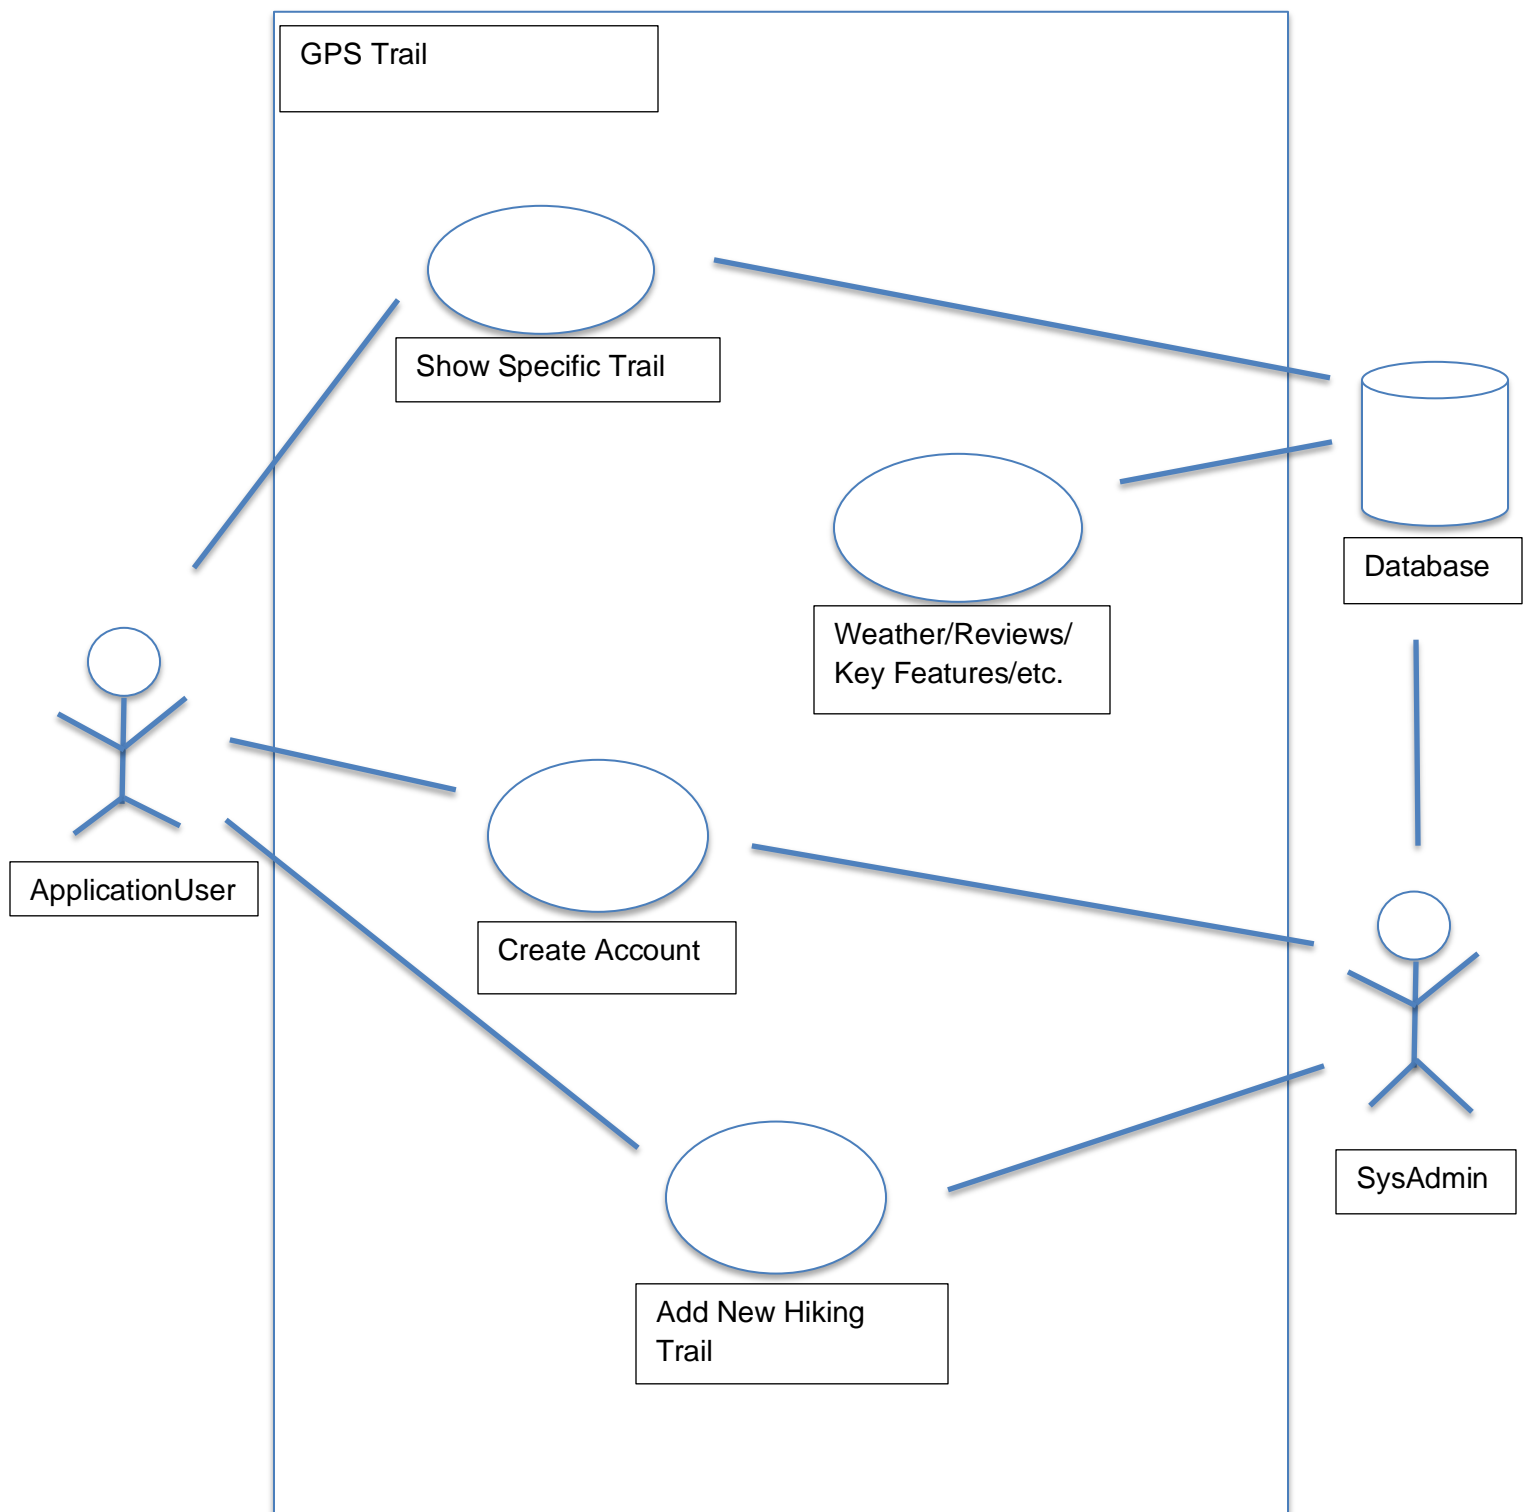 GPS Trail
Show Specific Trail
Database
Weather/Reviews/
Key Features/etc.
ApplicationUser
Create Account
SysAdmin
Add New Hiking
Trail